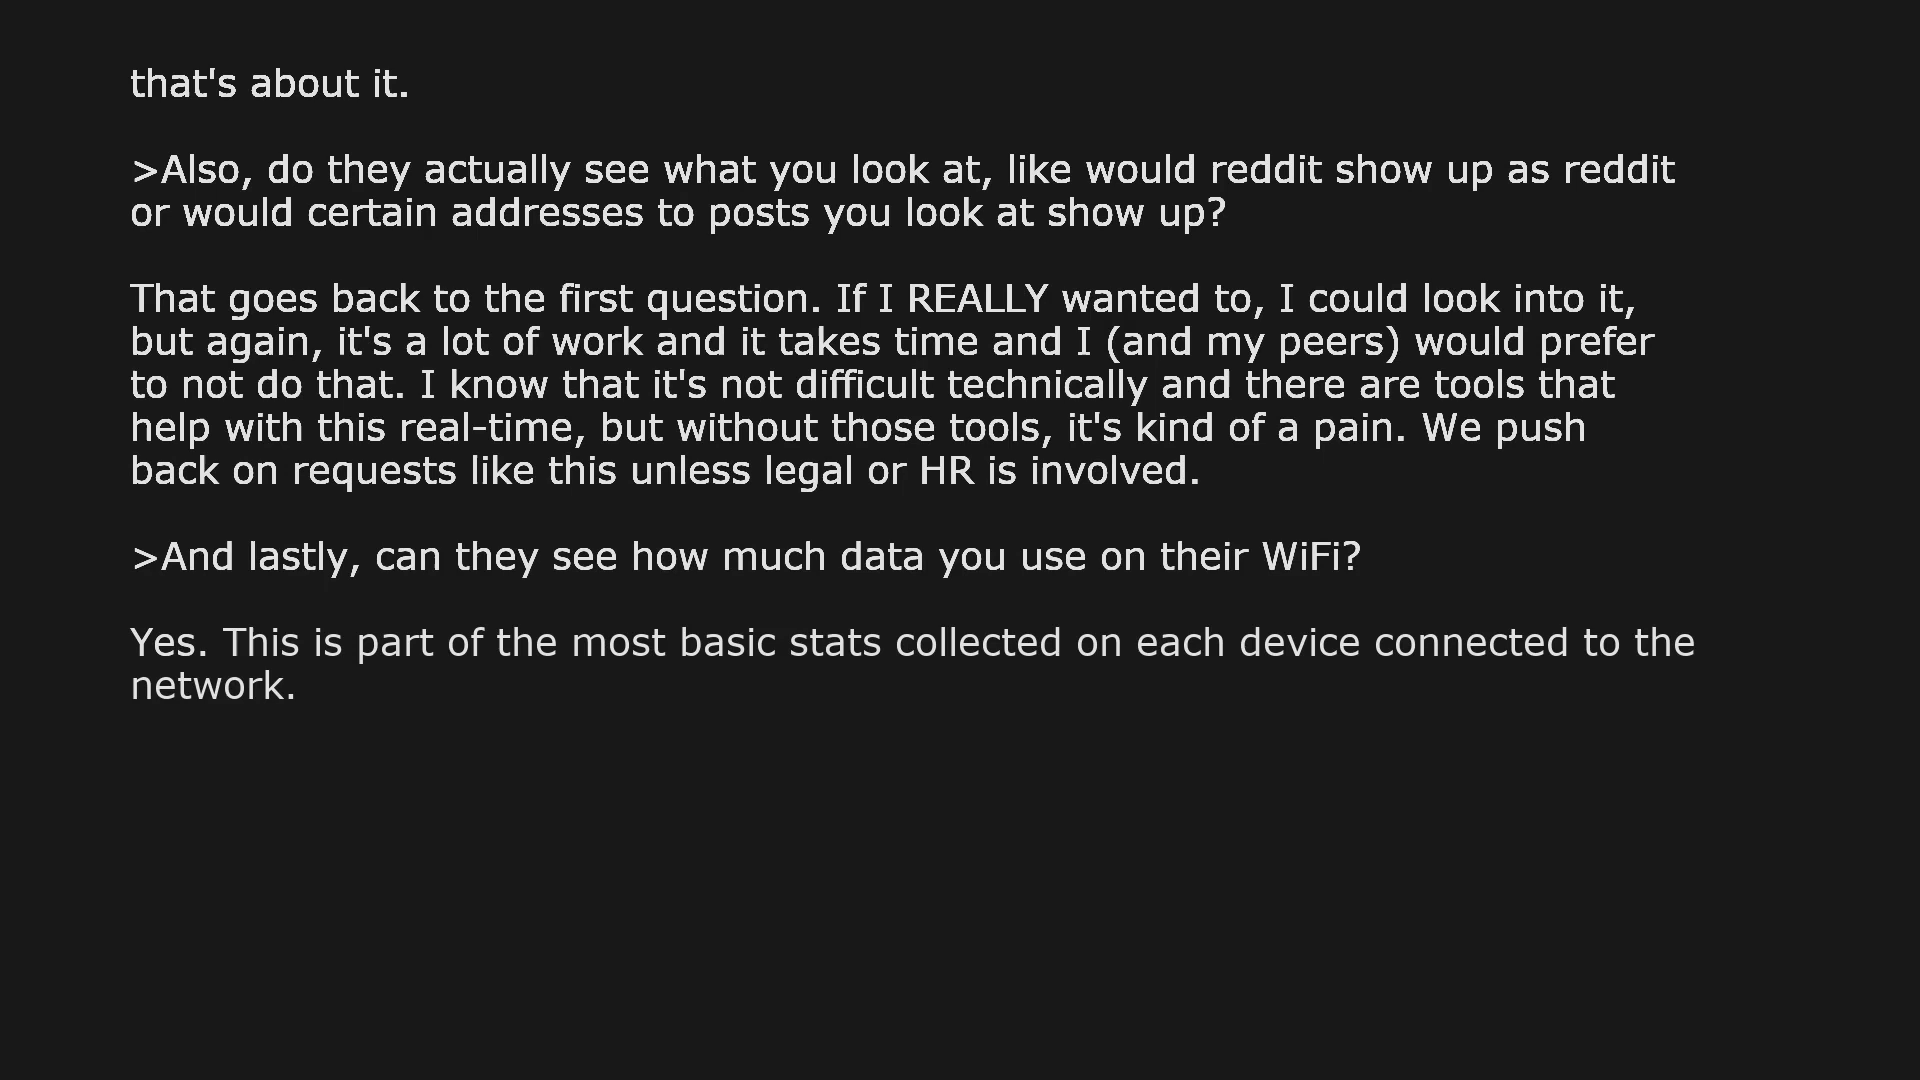 that's about it.
>Also, do they actually see what you look at, like would reddit show up as reddit
or would certain addresses to posts you look at show up?
That goes back to the first question. If I REALLY wanted to, I could look into it,
but again, it's a lot of work and it takes time and I (and my peers) would prefer
to not do that. I know that it's not difficult technically and there are tools that
help with this real-time, but without those tools, it's kind of a pain. We push
back on requests like this unless legal or HR is involved.
>And lastly, can they see how much data you use on their WiFi?
Yes. This is part of the most basic stats collected on each device connected to the
network.